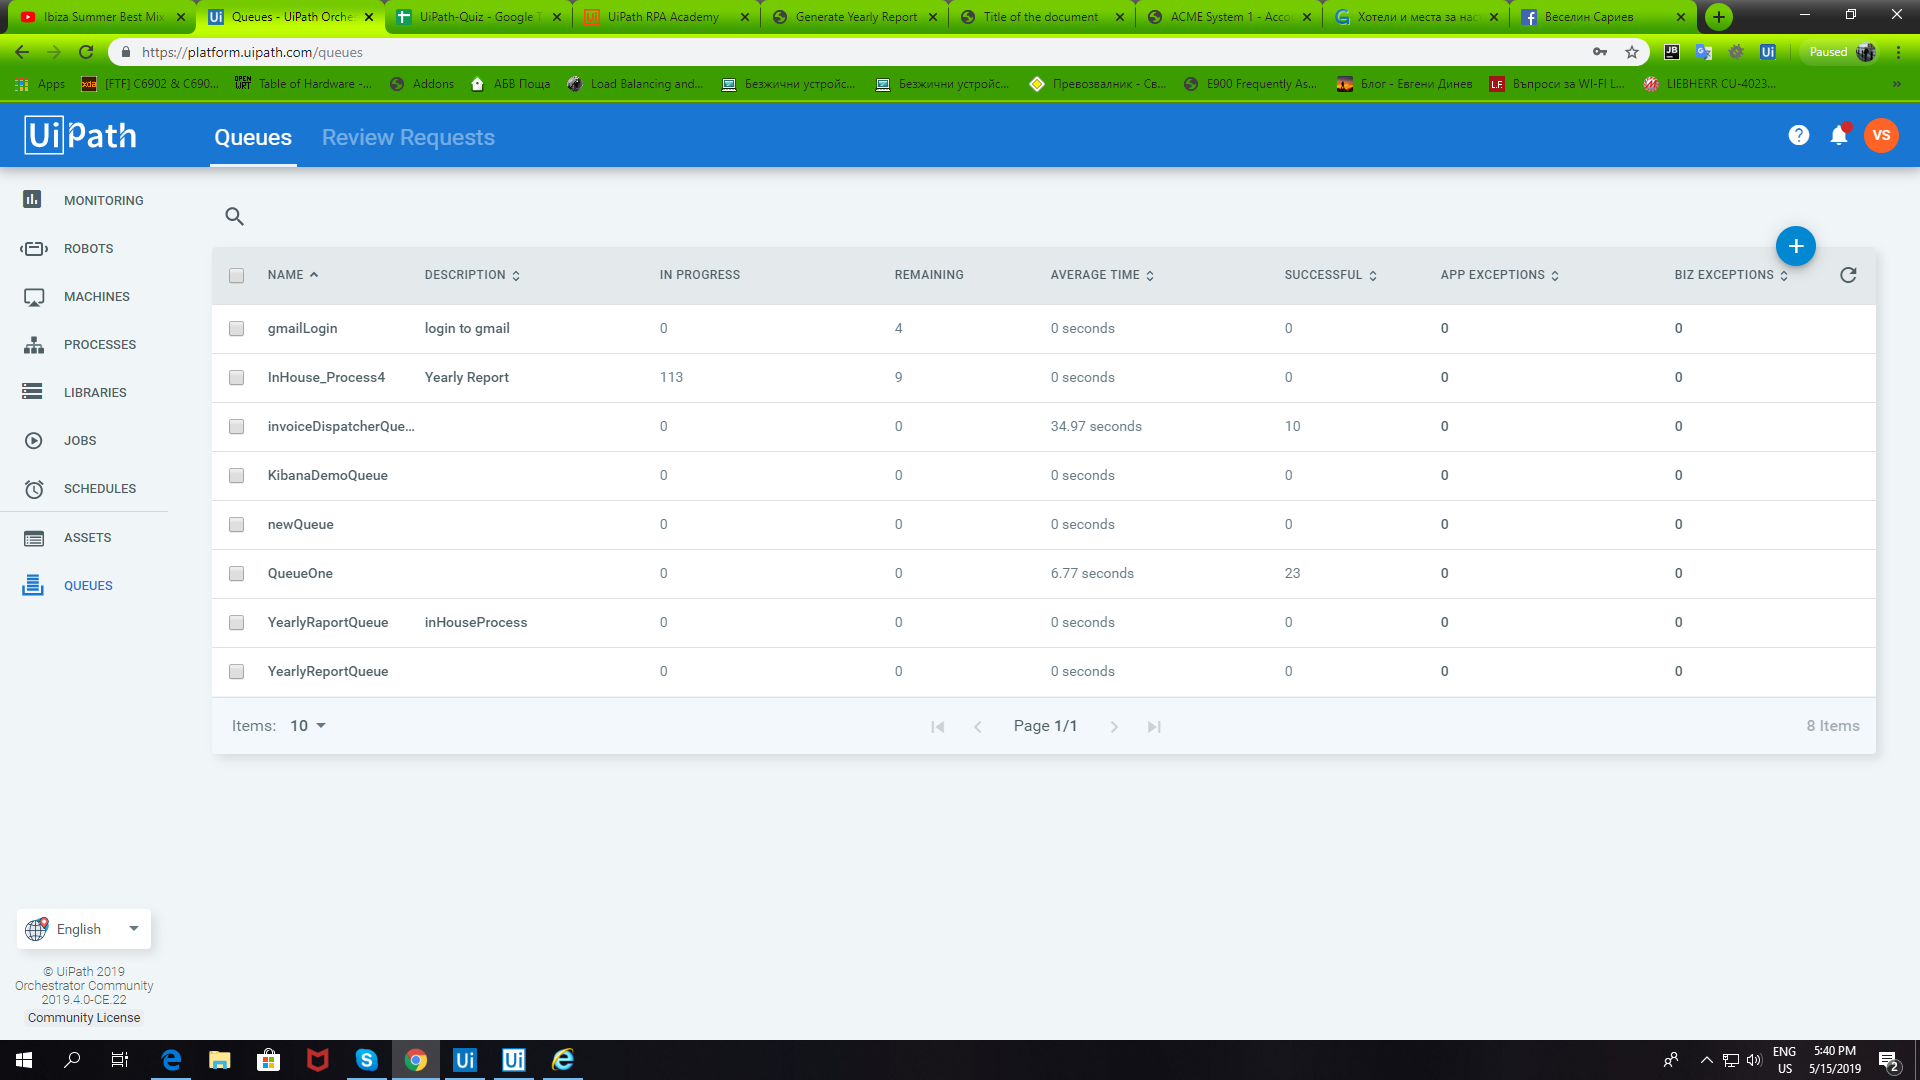 Ibiza Summer Best Mix
Queues - UiPath Orche
UiPath-Quiz - Google T
UiPath RPA Academy
Generate Yearly Report
Title of the document
ACME System 1 - Acco
Хотели и места за нас
Веселин Сариев
https://platform.uipath.com/queues
Paused
Apps
[FTF] C6902 & C690...
Table of Hardware -...
Addons
АБВ Поща
Load Balancing and...
Безжични устройс...
Безжични устройс...
Превозвалник - Св...
E900 Frequently As...
Блог - Евгени Динев
Въпроси за WI-FI L...
LIEBHERR CU-4023...
UiPath
Queues
Review Requests
VS
MONITORING
ROBOTS
MACHINES
PROCESSES
LIBRARIES
JOBS
SCHEDULES
ASSETS
QUEUES
NAME DESCRIPTION IN PROGRESS REMAINING AVERAGE TIME SUCCESSFUL APP EXCEPTIONS BIZ EXCEPTIONS
gmailLogin login to gmail 0 4 0 seconds 0 0 0
InHouse_Process4 Yearly Report 113 9 0 seconds 0 0 0
invoiceDispatcherQue... 0 0 34.97 seconds 10 0 0
KibanaDemoQueue 0 0 0 seconds 0 0 0
newQueue 0 0 0 seconds 0 0 0
QueueOne 0 0 6.77 seconds 23 0 0
YearlyRaportQueue inHouseProcess 0 0 0 seconds 0 0 0
YearlyReportQueue 0 0 0 seconds 0 0 0
Items: 10
Page 1/1
8 Items
English
© UiPath 2019
Orchestrator Community
2019.4.0-CE.22
Community License
ENG
US
5:40 PM
5/15/2019
2